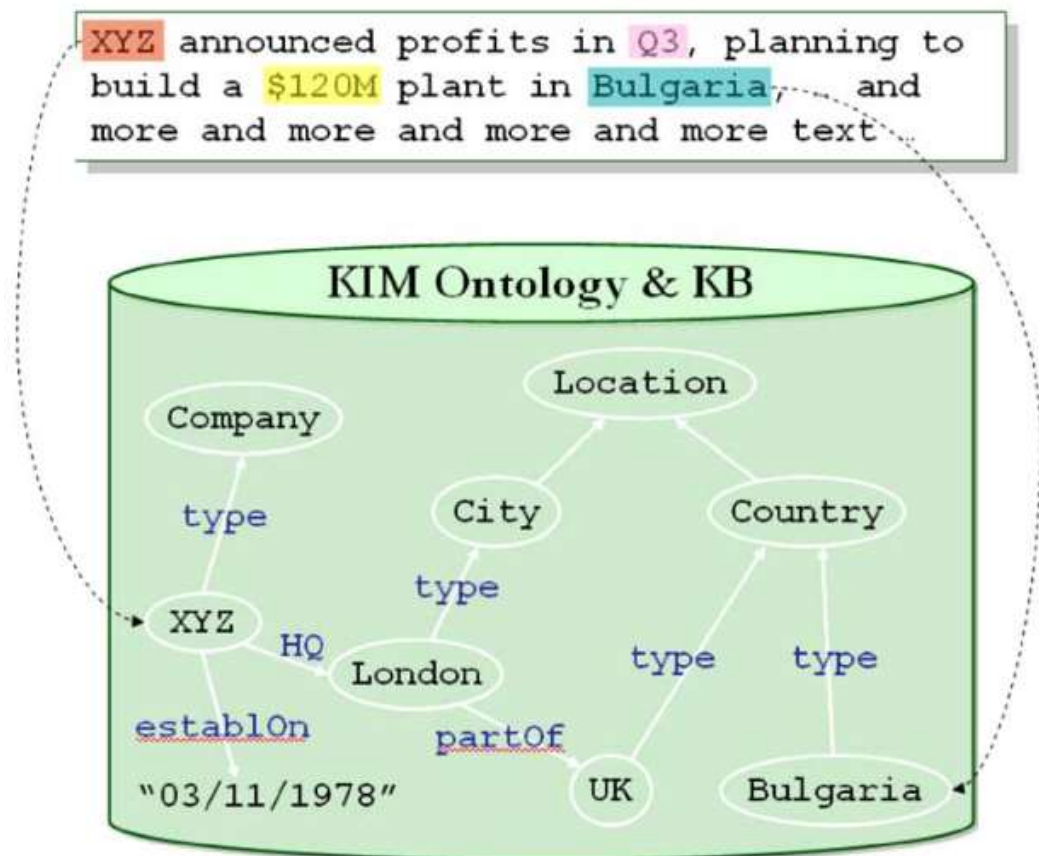 XYZ announced profits in Q3, planning to
build a $120M plant in Bulgaria, .. and
more and more and more and more text …
KIM Ontology & KB
Location
Company
City
Country
type
type
XYZ
HQ
London
type
type
establOn
partOf
"03/11/1978"
UK
Bulgaria